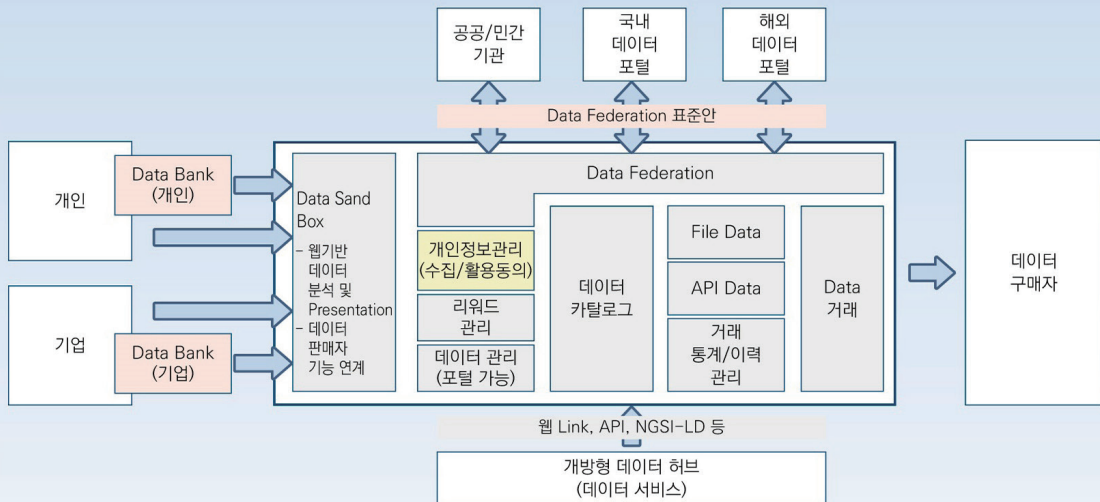 공공/민간
기관
국내
데이터
포털
해외
데이터
포털
Data Federation 표준안
개인
Data Bank
(개인)
기업
Data Bank
(기업)
Data Sand
Box
- 웹기반
데이터
분석 및
Presentation
- 데이터
판매자
기능 연계
Data Federation
개인정보관리
(수집/활용동의)
리워드
관리
데이터 관리
(포털 가능)
데이터
카탈로그
File Data
API Data
거래
통계/이력
관리
Data
거래
데이터
구매자
웹 Link, API, NGSI-LD 등
개방형 데이터 허브
(데이터 서비스)